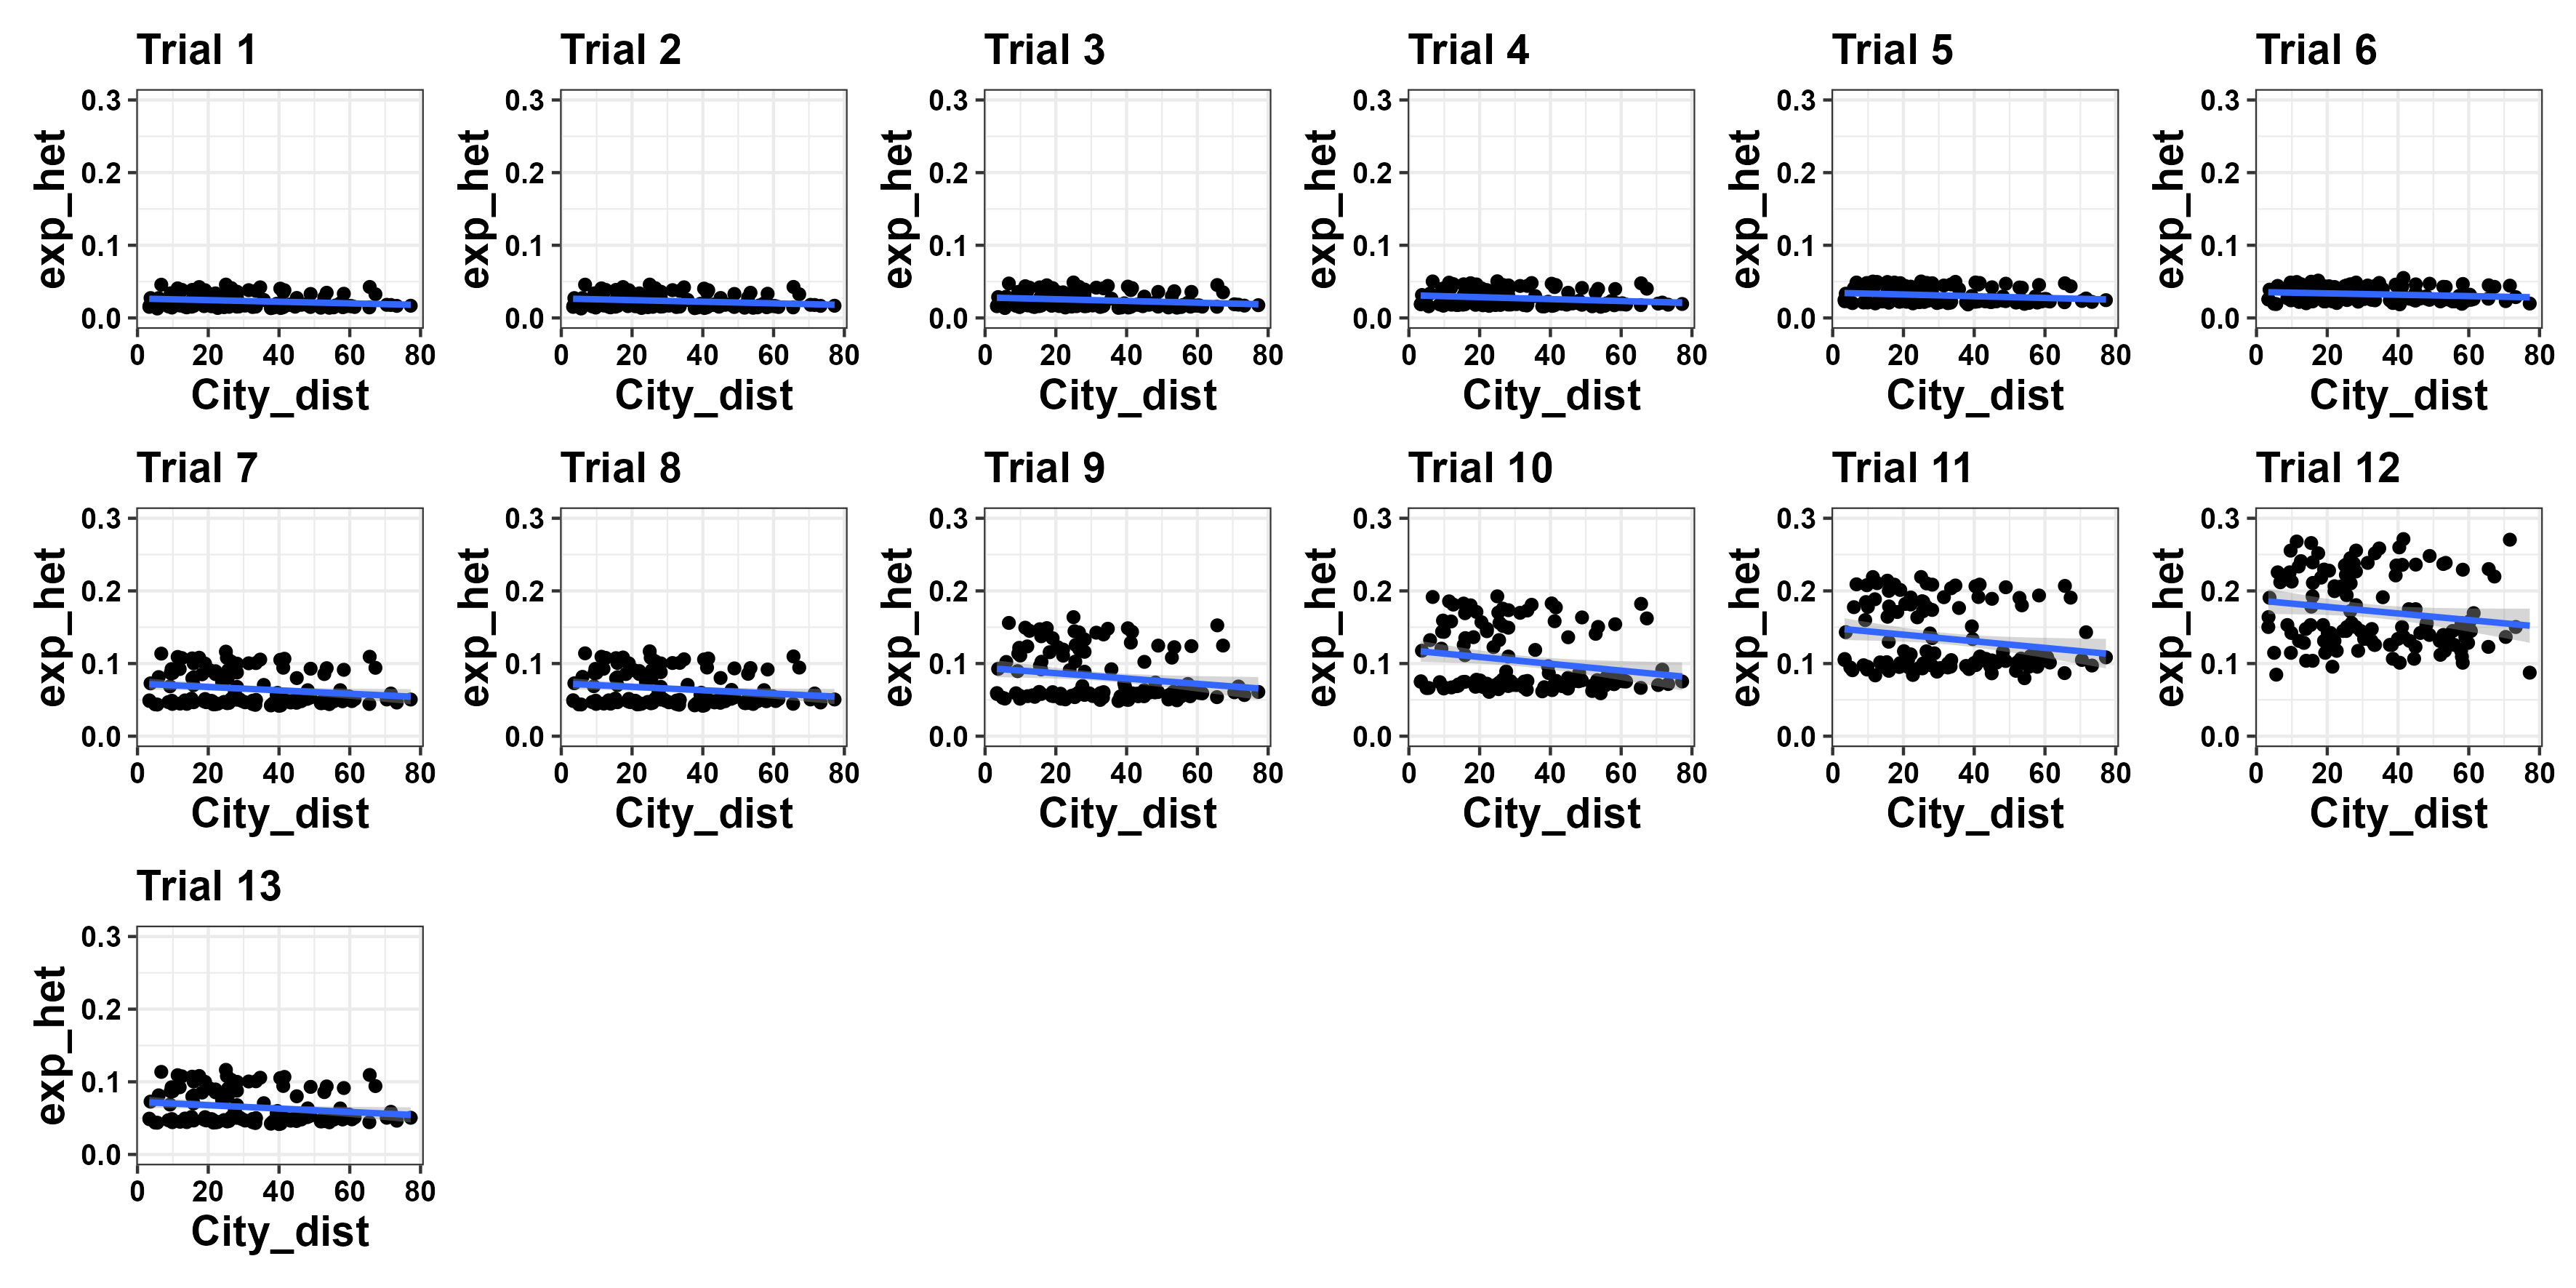 Trial 1 Trial 2 Trial 3 Trial 4 Trial 5 Trial 6
0.3 0.3 0.3 0.3 0.3 0.3
0.2 0.2 0.2 0.2 0.2 0.2
exp_het exp_het exp_het exp_het exp_het exp_het
0.1 0.1 0.1 0.1 0.1 0.1
0.0 0.0 0.0 0.0 0.0 0.0
0 20 40 60 80 0 20 40 60 80 0 20 40 60 80 0 20 40 60 80 0 20 40 60 80 0 20 40 60 80
City_dist City_dist City_dist City_dist City_dist City_dist
Trial 7 Trial 8 Trial 9 Trial 10 Trial 11 Trial 12
0.3 0.3 0.3 0.3 0.3 0.3
0.2 0.2 0.2 0.2 0.2 0.2
exp_het exp_het exp_het exp_het exp_het exp_het
0.1 0.1 0.1 0.1 0.1 0.1
0.0 0.0 0.0 0.0 0.0 0.0
0 20 40 60 80 0 20 40 60 80 0 20 40 60 80 0 20 40 60 80 0 20 40 60 80 0 20 40 60 80
City_dist City_dist City_dist City_dist City_dist City_dist
Trial 13
0.3
0.2
exp_het
0.1
0.0
0 20 40 60 80
City_dist